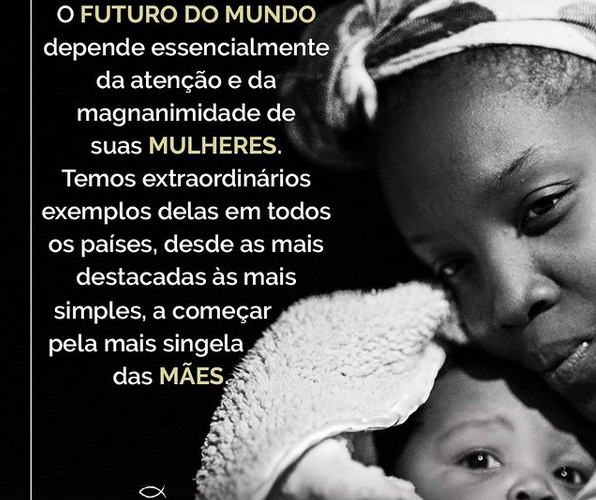 O FUTURO DO MUNDO
depende essencialmente
da atenção e da
magnanimidade de
suas MULHERES.
Temos extraordinários
exemplos delas em todos
os países, desde as mais
destacadas às mais
simples, a começar
pela mais singela
das MÃES.